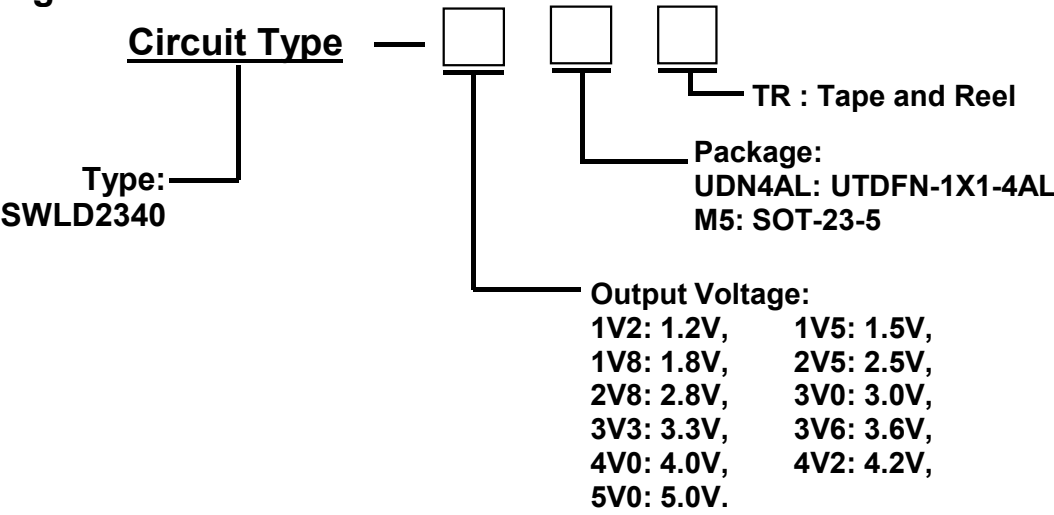 Circuit Type
TR : Tape and Reel
Package:
UDN4AL: UTDFN-1X1-4AL
M5: SOT-23-5
Type:
SWLD2340
Output Voltage:
1V2: 1.2V, 1V5: 1.5V,
1V8: 1.8V, 2V5: 2.5V,
2V8: 2.8V, 3V0: 3.0V,
3V3: 3.3V, 3V6: 3.6V,
4V0: 4.0V, 4V2: 4.2V,
5V0: 5.0V.